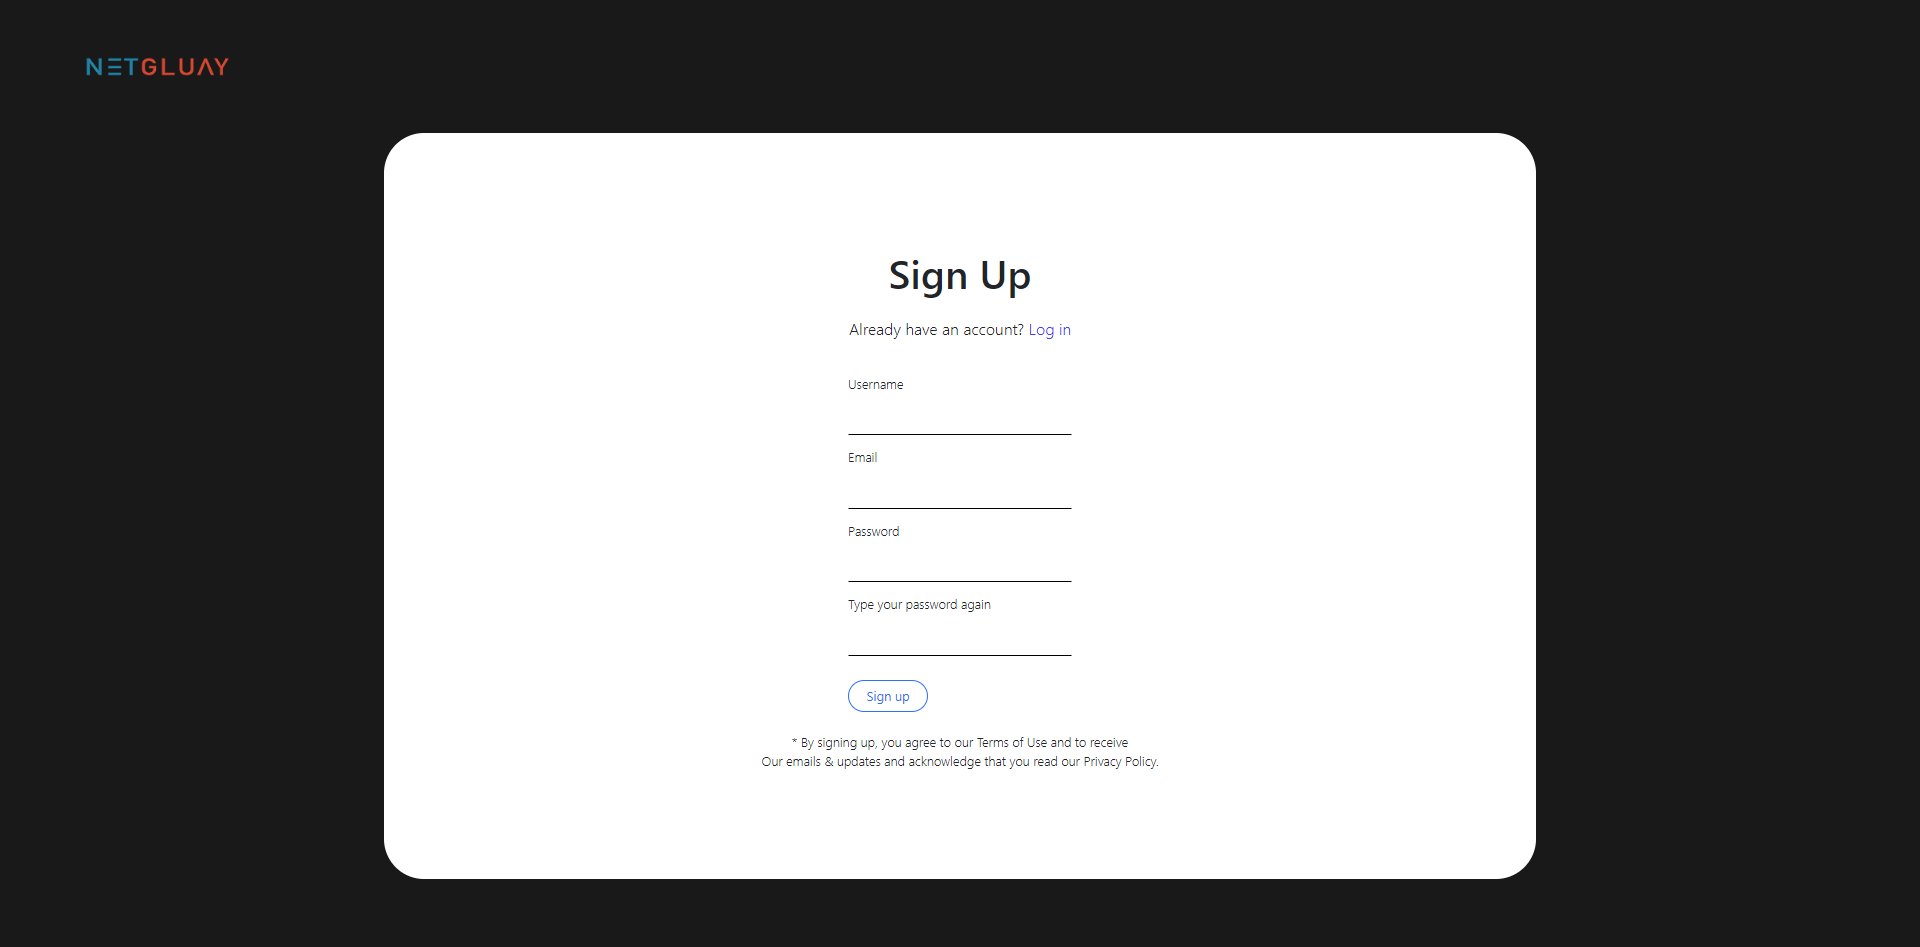 NETGLUAY
Sign Up
Already have an account? Log in
Username
Email
Password
Type your password again
Sign up
* By signing up, you agree to our Terms of Use and to receive
Our emails & updates and acknowledge that you read our Privacy Policy.